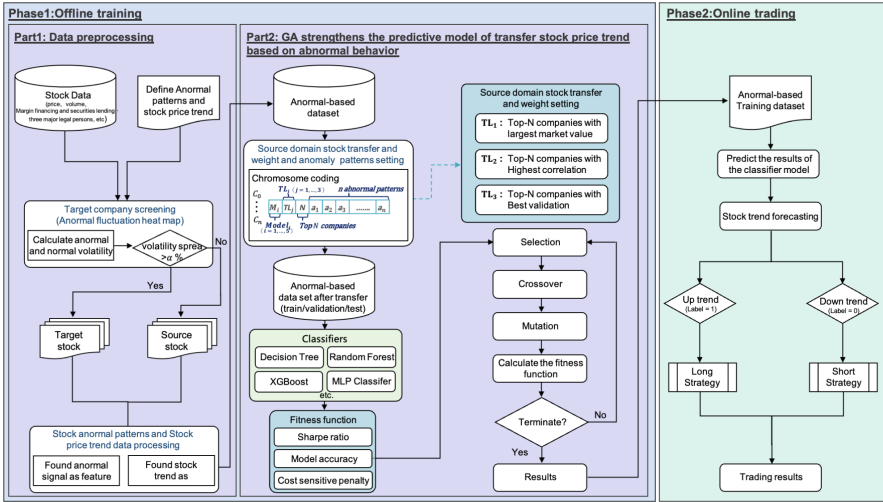 Phase1:Offline training
Part1: Data preprocessing
Stock Data
(price, volume,
Margin financing and securities lending,
three major legal persons, etc)
Define Anormal
patterns and
stock price trend
Target company screening
(Anormal fluctuation heat map)
Calculate anormal
and normal volatility
volatility sprea
>α %
No
Yes
Target
stock
Source
stock
Stock anormal patterns and Stock
price trend data processing
Found anormal
signal as feature
Found stock
trend as
Part2: GA strengthens the predictive model of transfer stock price trend
based on abnormal behavior
Anormal-based
dataset
Source domain stock transfer and
weight and anomaly patterns setting
Chromosome coding
TLj (j = 1,..,3) n abnormal patterns
C0
⋮
Cn
Mi TLj N a1 a2 a3 ....... an
Modeli TopN companies
(i = 1,..,5)
Anormal-based
data set after transfer
(train/validation/test)
Classifiers
Decision Tree
Random Forest
XGBoost
MLP Classifer
etc.
Fitness function
Sharpe ratio
Model accuracy
Cost sensitive penalty
Source domain stock transfer
and weight setting
TL1 : Top-N companies with
largest market value
TL2 : Top-N companies with
Highest correlation
TL3 : Top-N companies with
Best validation
Selection
Crossover
Mutation
Calculate the fitness
function
Terminate?
No
Yes
Results
Phase2:Online trading
Anormal-based
Training dataset
Predict the results of
the classifier model
Stock trend forecasting
Up trend
(Label = 1)
Down trend
(Label = 0)
Long
Strategy
Short
Strategy
Trading results